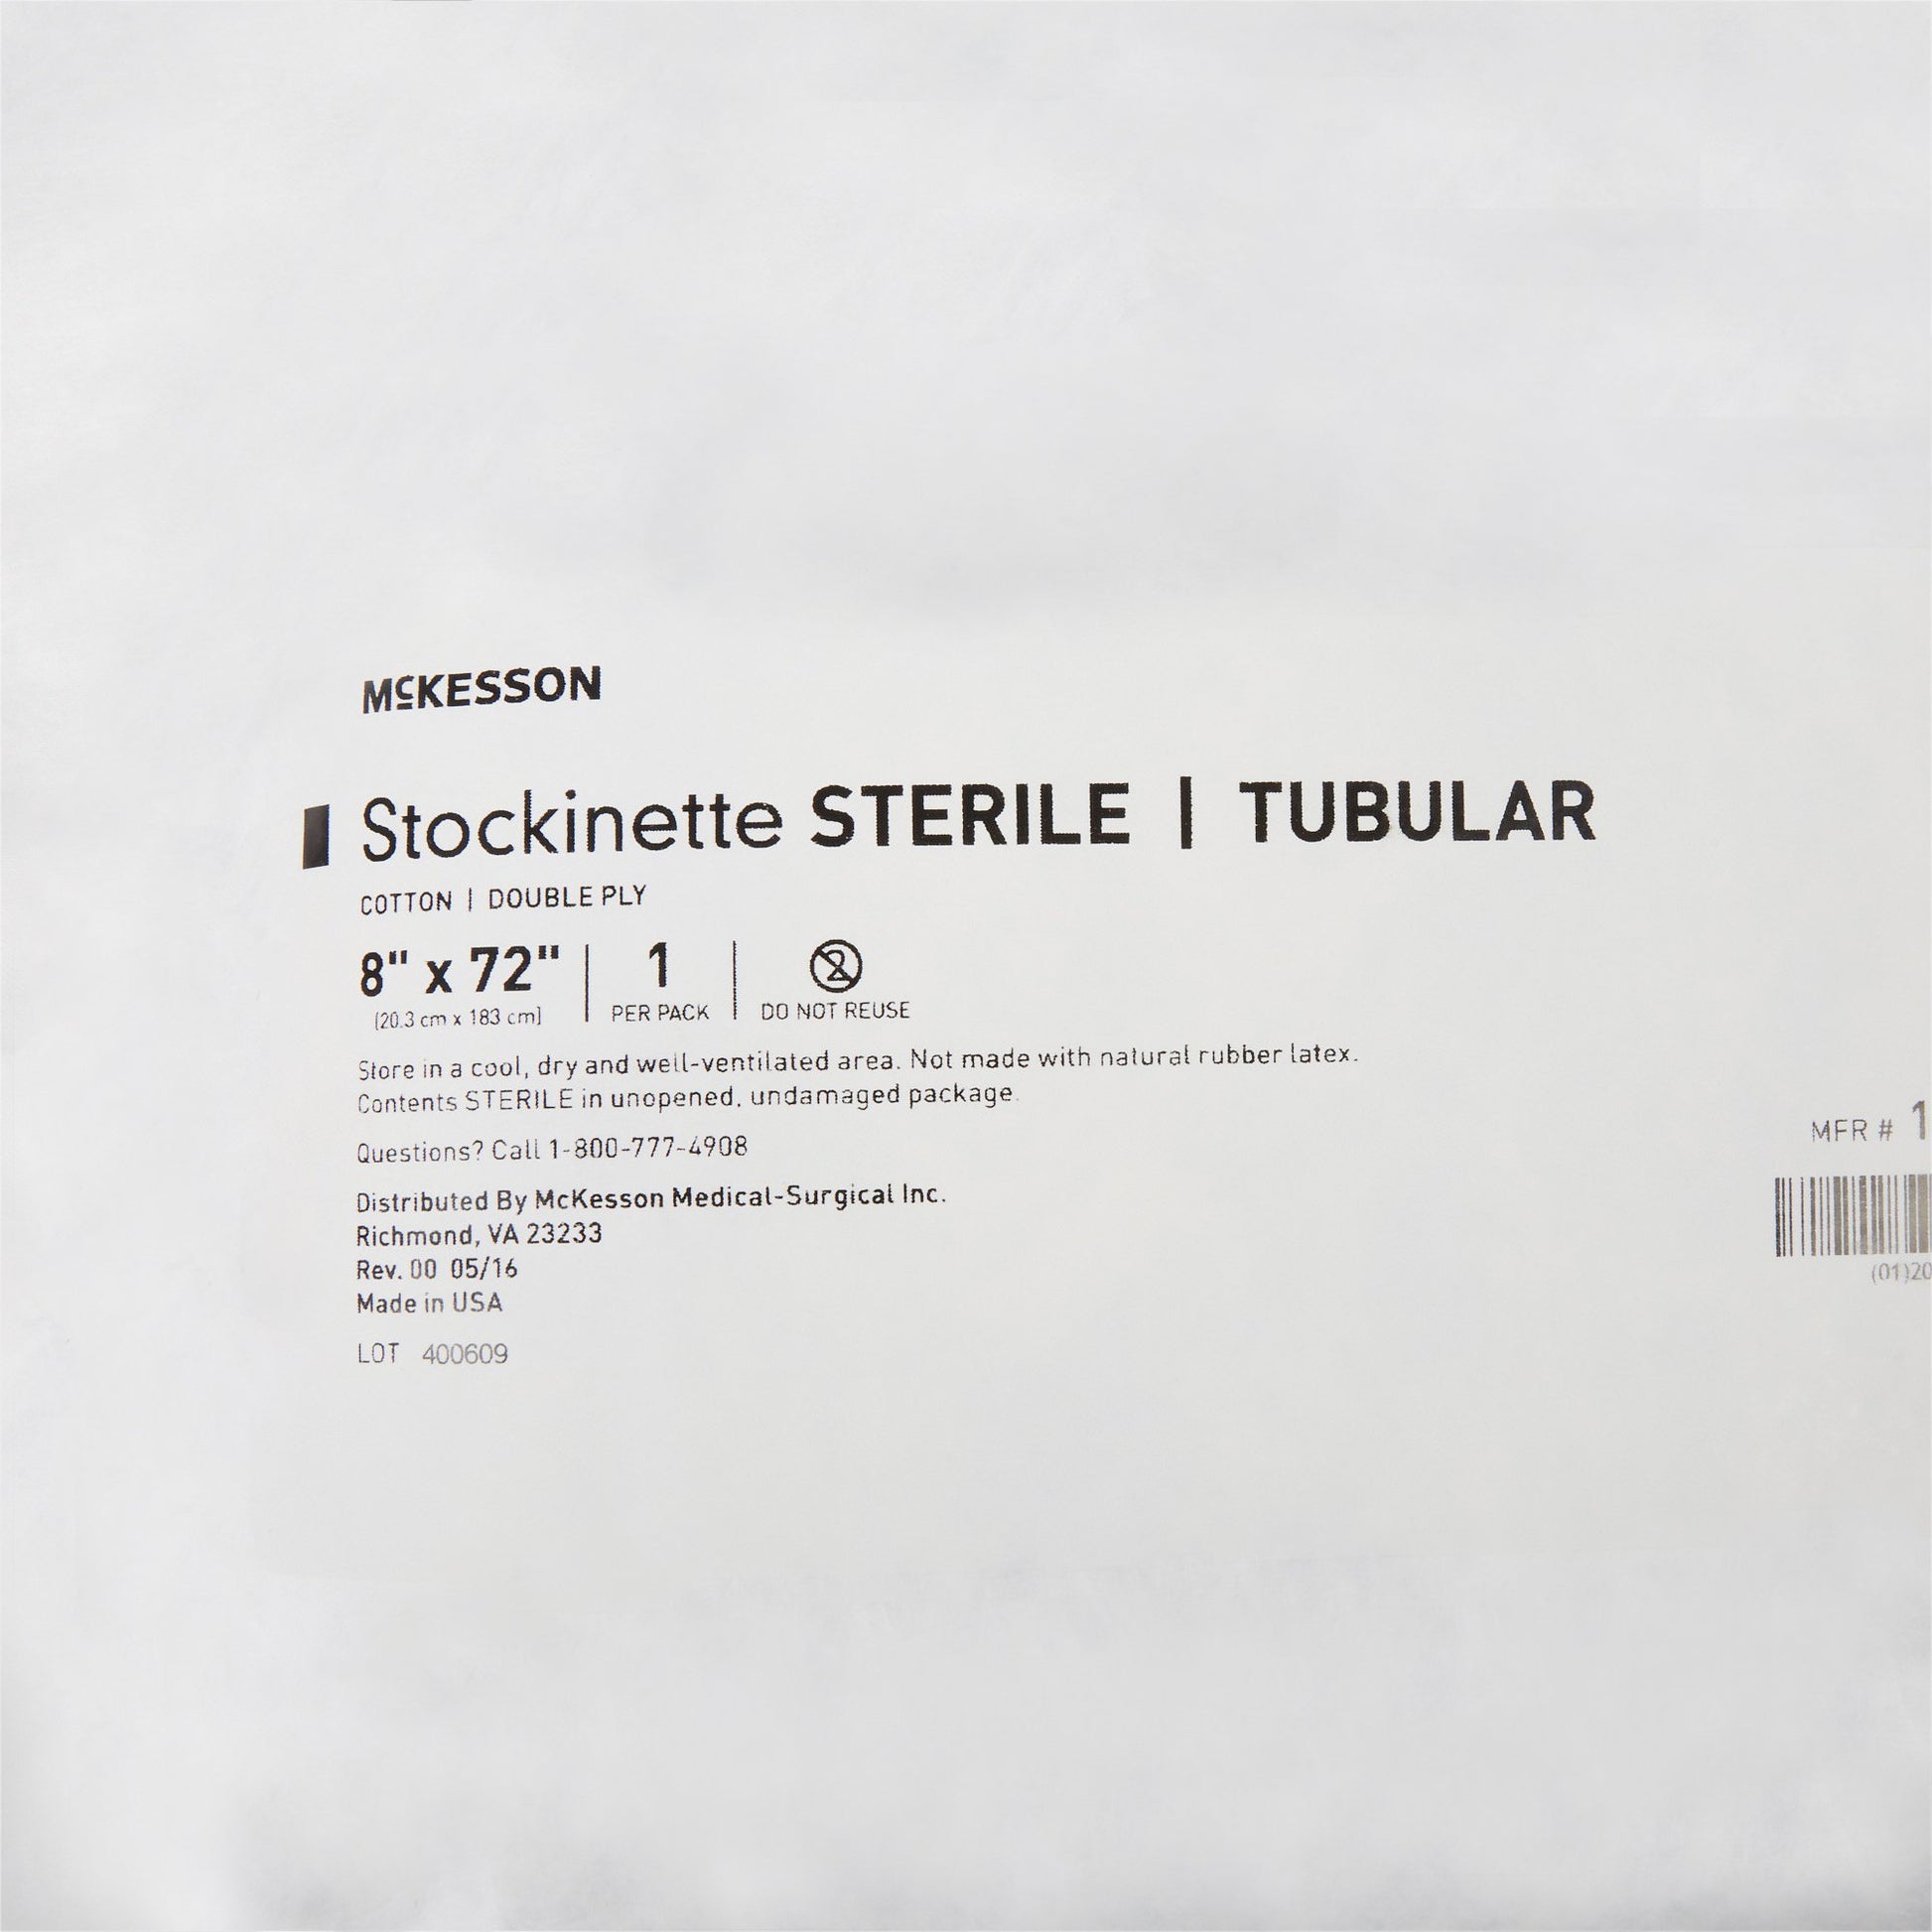 McKESSON
Stockinette STERILE | TUBULAR
COTTON | DOUBLE PLY
8" x 72" | 1 | 2
(20.3 cm x 183 cm) PER PACK DO NOT REUSE
Store in a cool, dry and well-ventilated area. Not made with natural rubber latex.
Contents STERILE in unopened, undamaged package.
Questions? Call 1-800-777-4908
Distributed By McKesson Medical-Surgical Inc.
Richmond, VA 23233
Rev. 00 05/16
Made in USA
LOT 400609
MFR # 1
(01)20